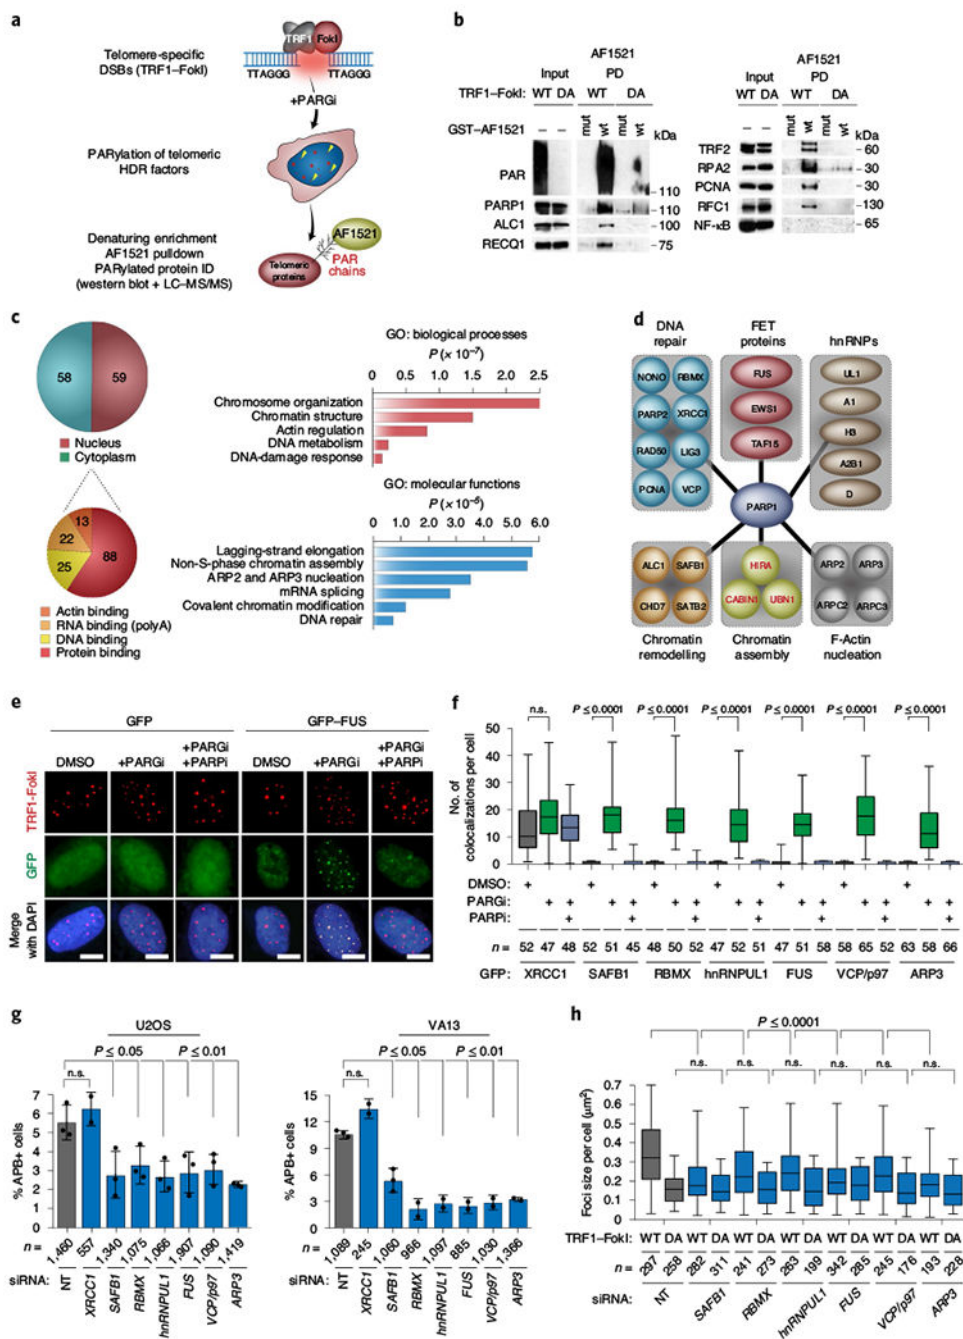 a
TRF1 FokI
Telomere-specific
DSBs (TRF1–FokI)
TTAGGG TTAGGG
+PARGi
PARylation of telomeric
HDR factors
Denaturing enrichment
AF1521 pulldown
PARylated protein ID
(western blot + LC–MS/MS)
AF1521
PAR
chains
Telomeric
proteins
b
AF1521
Input PD
TRF1–FokI: WT DA WT DA
GST–AF1521 – – mut wt mut wt kDa
PAR
110
PARP1 110
ALC1 100
RECQ1 75
AF1521
Input PD
WT DA WT DA
– – mut wt mut wt kDa
TRF2 60
RPA2 30
PCNA 30
RFC1 130
NF-κB 65
c
58 59
Nucleus
Cytoplasm
13
22
25
88
Actin binding
RNA binding (polyA)
DNA binding
Protein binding
GO: biological processes
P (× 10⁻⁷)
0 0.5 1.0 1.5 2.0 2.5
Chromosome organization
Chromatin structure
Actin regulation
DNA metabolism
DNA-damage response
GO: molecular functions
P (× 10⁻⁵)
0 1.0 2.0 3.0 4.0 5.0 6.0
Lagging-strand elongation
Non-S-phase chromatin assembly
ARP2 and ARP3 nucleation
mRNA splicing
Covalent chromatin modification
DNA repair
d
DNA
repair
FET
proteins
hnRNPs
NONO RBMX
PARP2 XRCC1
RAD50 LIG3
PCNA VCP
FUS
EWS1
TAF15
UL1
A1
H3
A2B1
D
PARP1
ALC1 SAFB1
CHD7 SATB2
HIRA
CABIN1 UBN1
ARP2 ARP3
ARPC2 ARPC3
Chromatin
remodelling
Chromatin
assembly
F-Actin
nucleation
e
GFP GFP–FUS
DMSO +PARGi +PARGi +PARPi DMSO +PARGi +PARGi +PARPi
TRF1-FokI
GFP
Merge with DAPI
f
n.s. P ≤ 0.0001 P ≤ 0.0001 P ≤ 0.0001 P ≤ 0.0001 P ≤ 0.0001 P ≤ 0.0001
No. of
colocalizations per cell
50
40
30
20
10
0
DMSO: + + + + + + +
PARGi: + + + + + + + + + + + + + +
PARPi: + + + + + + +
n = 52 47 48 52 51 45 48 50 52 47 52 51 47 51 58 58 65 52 63 58 66
GFP: XRCC1 SAFB1 RBMX hnRNPUL1 FUS VCP/p97 ARP3
g
U2OS
P ≤ 0.05 P ≤ 0.01
n.s.
% APB+ cells
7
6
5
4
3
2
1
0
n = 1,460 557 1,340 1,075 1,066 1,907 1,090 1,419
siRNA: NT XRCC1 SAFB1 RBMX hnRNPUL1 FUS VCP/p97 ARP3
VA13
P ≤ 0.05 P ≤ 0.01
n.s.
% APB+ cells
15
12
9
6
3
0
n = 1,089 245 1,060 986 1,097 885 1,030 1,366
siRNA: NT XRCC1 SAFB1 RBMX hnRNPUL1 FUS VCP/p97 ARP3
h
P ≤ 0.0001
n.s. n.s. n.s. n.s. n.s. n.s.
Foci size per cell (μm²)
0.7
0.6
0.5
0.4
0.3
0.2
0.1
0
TRF1–FokI: WT DA WT DA WT DA WT DA WT DA WT DA WT DA
n = 297 258 282 311 241 273 263 199 342 285 245 176 193 228
siRNA: NT SAFB1 RBMX hnRNPUL1 FUS VCP/p97 ARP3